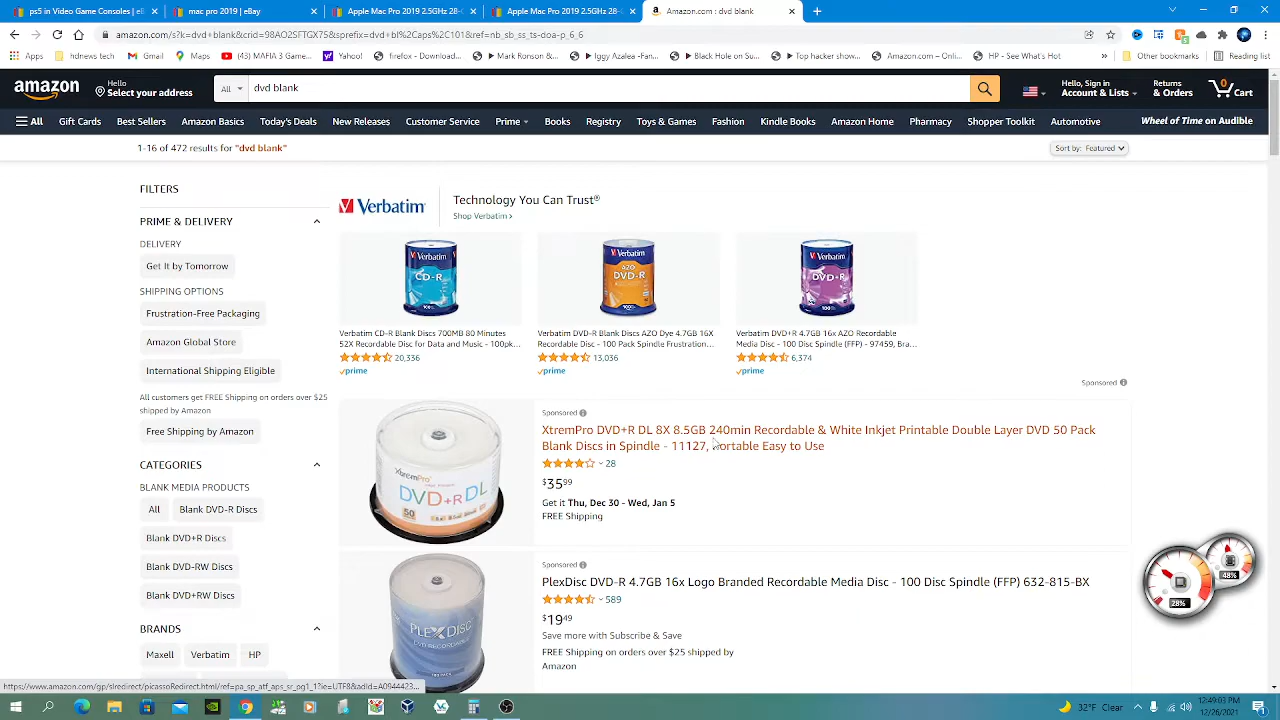 ps5 in Video Game Consoles | eB
mac pro 2019 | eBay
Apple Mac Pro 2019 2.5GHz 28-C
Apple Mac Pro 2019 2.5GHz 28-C
Amazon.com : dvd blank
amazon.com/s?k=dvd+blank&crid=98AO2SFTGX75&sprefix=dvd+bl%2Caps%2C101&ref=nb_sb_ss_ts-doa-p_6_6
Apps
hdnews tech
Gmail
Maps
(43) MAFIA 3 Game...
Yahoo!
firefox - Download...
► Mark Ronson &...
► Iggy Azalea -Fan...
► Black Hole on Su...
► Top hacker show...
Amazon.com – Onli...
HP - See What's Hot
»
Other bookmarks
Reading list
amazon
Hello
Select your address
All
dvd blank
Hello, Sign in
Account & Lists
Returns
& Orders
0
Cart
All
Gift Cards
Best Sellers
Amazon Basics
Today's Deals
New Releases
Customer Service
Prime
Books
Registry
Toys & Games
Fashion
Kindle Books
Amazon Home
Pharmacy
Shopper Toolkit
Automotive
Wheel of Time on Audible
1-16 of 472 results for "dvd blank"
Sort by: Featured
FILTERS
PRIME & DELIVERY
DELIVERY
Get It by Tomorrow
SHIPPING OPTIONS
Frustration-Free Packaging
Amazon Global Store
International Shipping Eligible
All customers get FREE Shipping on orders over $25
shipped by Amazon
Free Shipping by Amazon
CATEGORIES
BLANK MEDIA PRODUCTS
All
Blank DVD-R Discs
Blank DVD+R Discs
Blank DVD-RW Discs
Blank DVD+RW Discs
BRANDS
Maxell
Verbatim
HP
Verbatim
Technology You Can Trust®
Shop Verbatim ›
Verbatim
CD-R
100
Verbatim
AZO
DVD-R
100
Verbatim
DVD+R
100
Verbatim CD-R Blank Discs 700MB 80 Minutes
52X Recordable Disc for Data and Music - 100pk...
20,336
prime
Verbatim DVD-R Blank Discs AZO Dye 4.7GB 16X
Recordable Disc - 100 Pack Spindle Frustration...
13,036
prime
Verbatim DVD+R 4.7GB 16x AZO Recordable
Media Disc - 100 Disc Spindle (FFP) - 97459, Bra...
6,374
prime
Sponsored
XtremPro
DVD+R DL
50
Sponsored
XtremPro DVD+R DL 8X 8.5GB 240min Recordable & White Inkjet Printable Double Layer DVD 50 Pack
Blank Discs in Spindle - 11127, Portable Easy to Use
28
$35 99
Get it Thu, Dec 30 - Wed, Jan 5
FREE Shipping
PLEXDISC
DVD RECORDABLE
Sponsored
PlexDisc DVD-R 4.7GB 16x Logo Branded Recordable Media Disc - 100 Disc Spindle (FFP) 632-815-BX
589
$19 49
Save more with Subscribe & Save
FREE Shipping on orders over $25 shipped by
Amazon
28%
48%
https://www.amazon.com/gp/slredirect/picassoRedirect.html/ref=pa_sp_atf_aps_sr_pg1_1?ie=UTF8&adId=A0094423...
32°F Clear
12:49:03 PM
12/26/2021